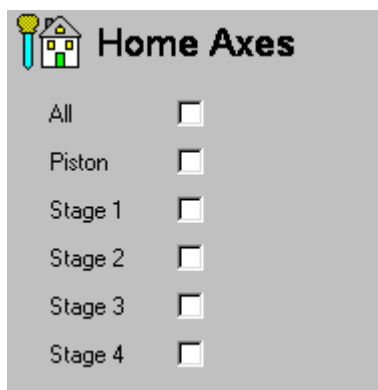 Home Axes
All
Piston
Stage 1
Stage 2
Stage 3
Stage 4